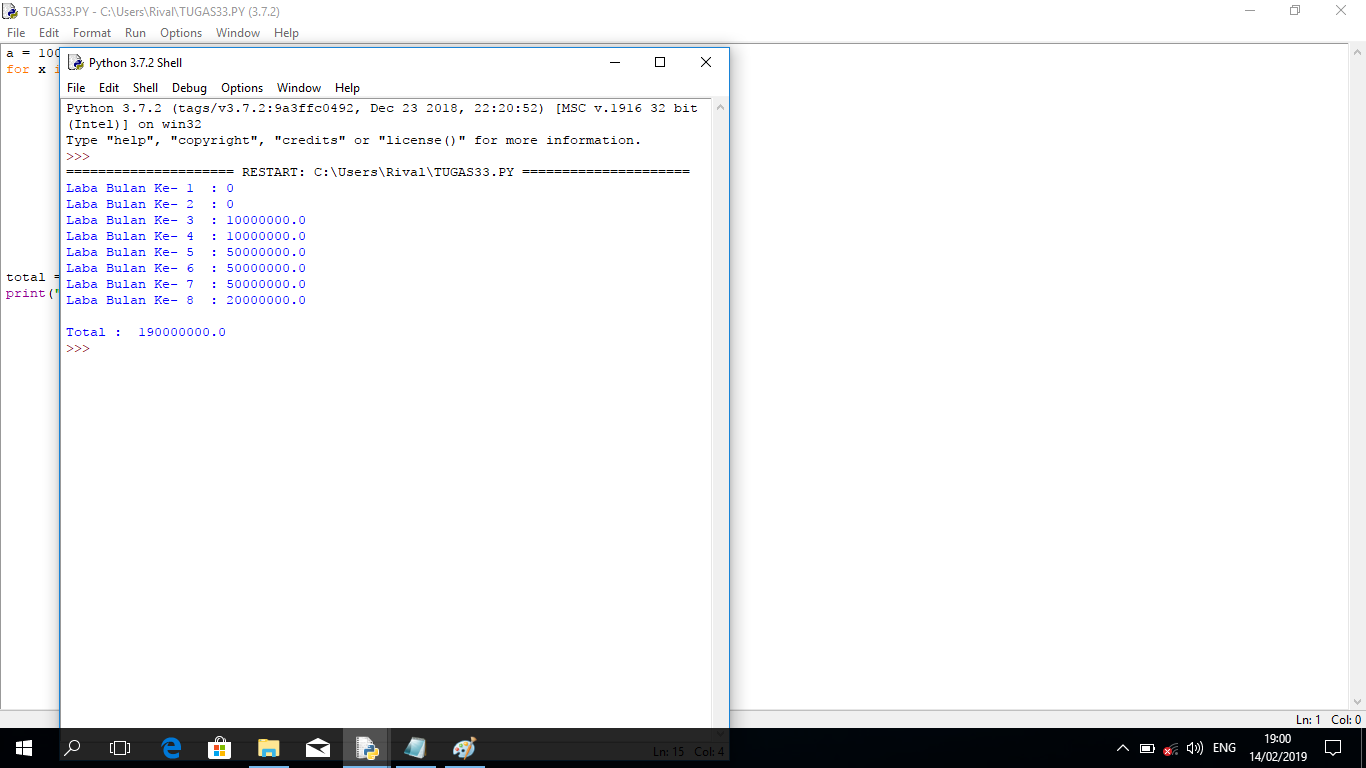 TUGAS33.PY - C:\Users\Rival\TUGAS33.PY (3.7.2)
File Edit Format Run Options Window Help
a = 100
for x i
total =
print("
Python 3.7.2 Shell
File Edit Shell Debug Options Window Help
Python 3.7.2 (tags/v3.7.2:9a3ffc0492, Dec 23 2018, 22:20:52) [MSC v.1916 32 bit
(Intel)] on win32
Type "help", "copyright", "credits" or "license()" for more information.
>>>
===================== RESTART: C:\Users\Rival\TUGAS33.PY =====================
Laba Bulan Ke- 1  : 0
Laba Bulan Ke- 2  : 0
Laba Bulan Ke- 3  : 10000000.0
Laba Bulan Ke- 4  : 10000000.0
Laba Bulan Ke- 5  : 50000000.0
Laba Bulan Ke- 6  : 50000000.0
Laba Bulan Ke- 7  : 50000000.0
Laba Bulan Ke- 8  : 20000000.0
Total :  190000000.0
>>>
Ln: 1 Col: 0
Ln: 15 Col: 4
ENG
19:00
14/02/2019